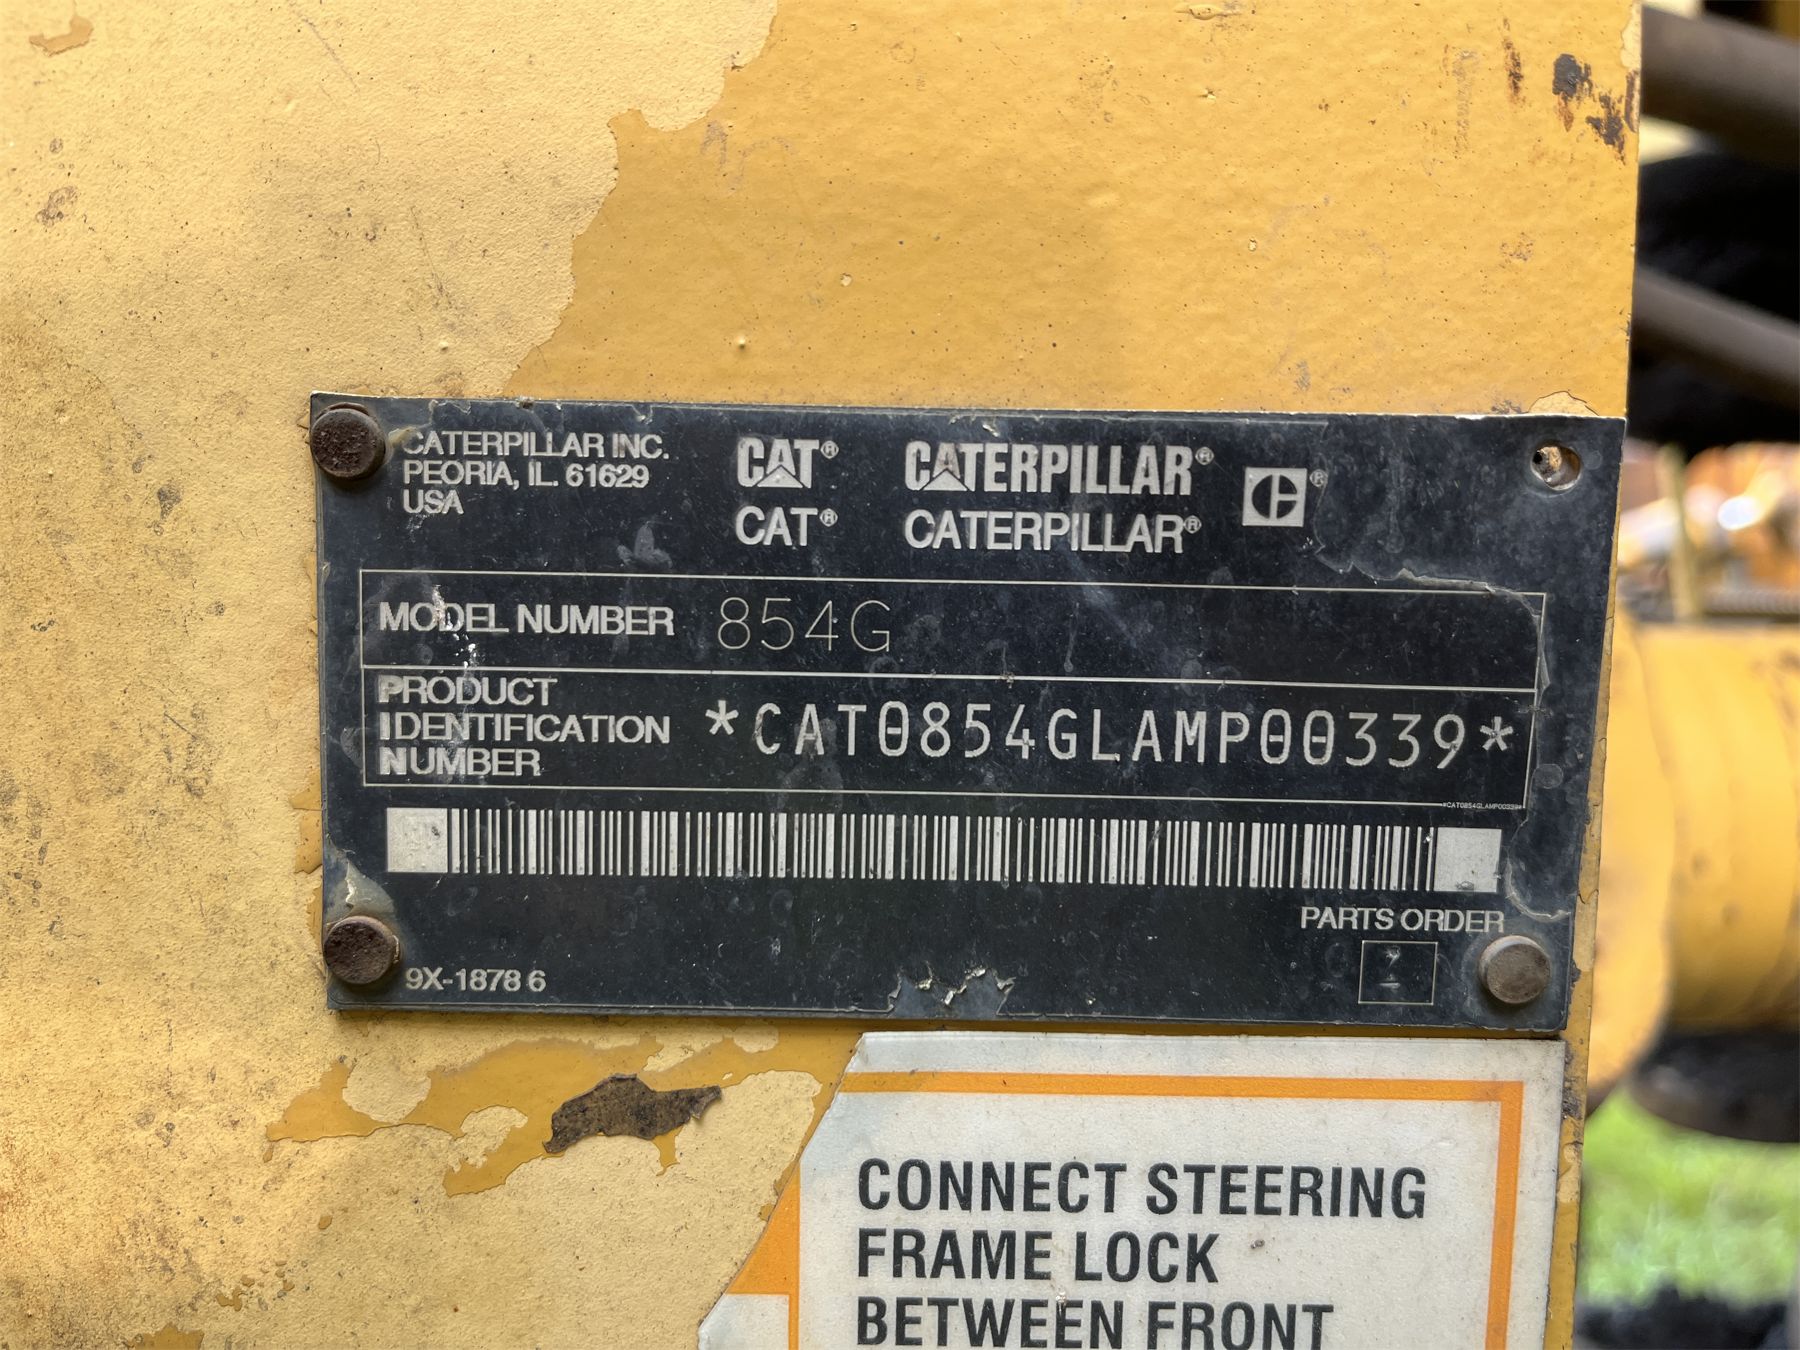 CATERPILLAR INC.
PEORIA, IL. 61629
USA
CAT® CATERPILLAR® ®
CAT® CATERPILLAR®
MODEL NUMBER 854G
PRODUCT
IDENTIFICATION
NUMBER
*CAT0854GLAMP00339*
*CAT0854GLAMP00339*
PARTS ORDER
9X-1878 6
CONNECT STEERING
FRAME LOCK
BETWEEN FRONT